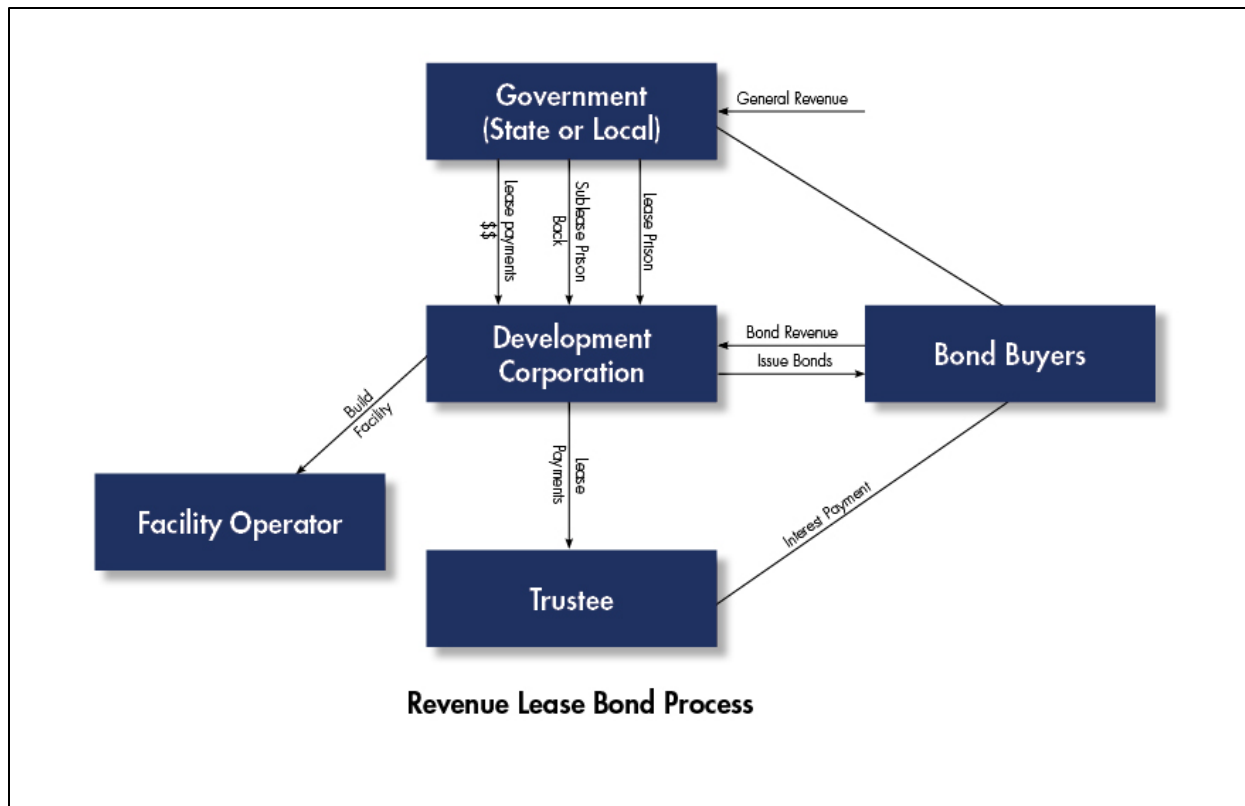 Government
(State or Local)
General Revenue
Lease payments
$$
Sublease Prison
Back
Lease Prison
Development
Corporation
Bond Revenue
Issue Bonds
Bond Buyers
Build
Facility
Lease
Payments
Facility Operator
Interest Payment
Trustee
Revenue Lease Bond Process